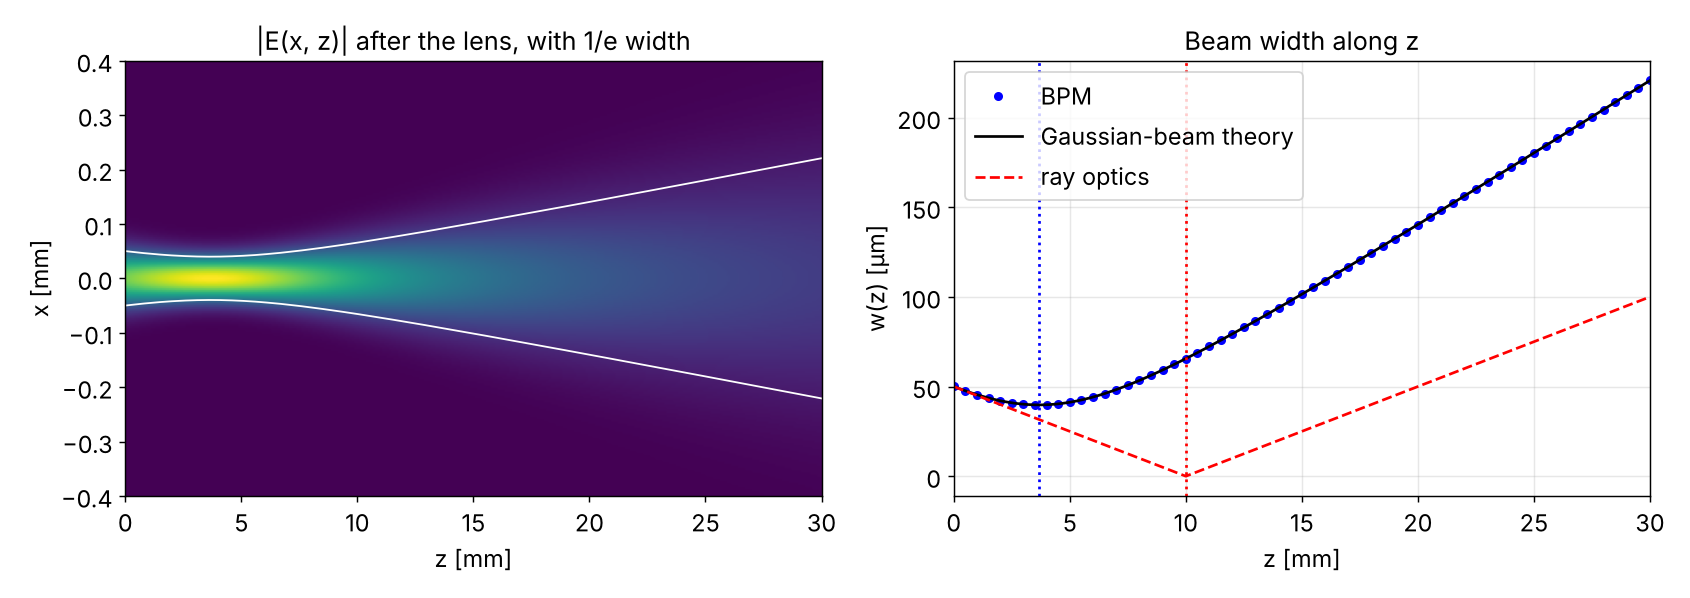 |E(x, z)| after the lens, with 1/e width
0.4
0.3
0.2
0.1
0.0
−0.1
−0.2
−0.3
−0.4
x [mm]
0 5 10 15 20 25 30
z [mm]
Beam width along z
BPM
Gaussian-beam theory
ray optics
200
150
100
50
0
w(z) [µm]
0 5 10 15 20 25 30
z [mm]